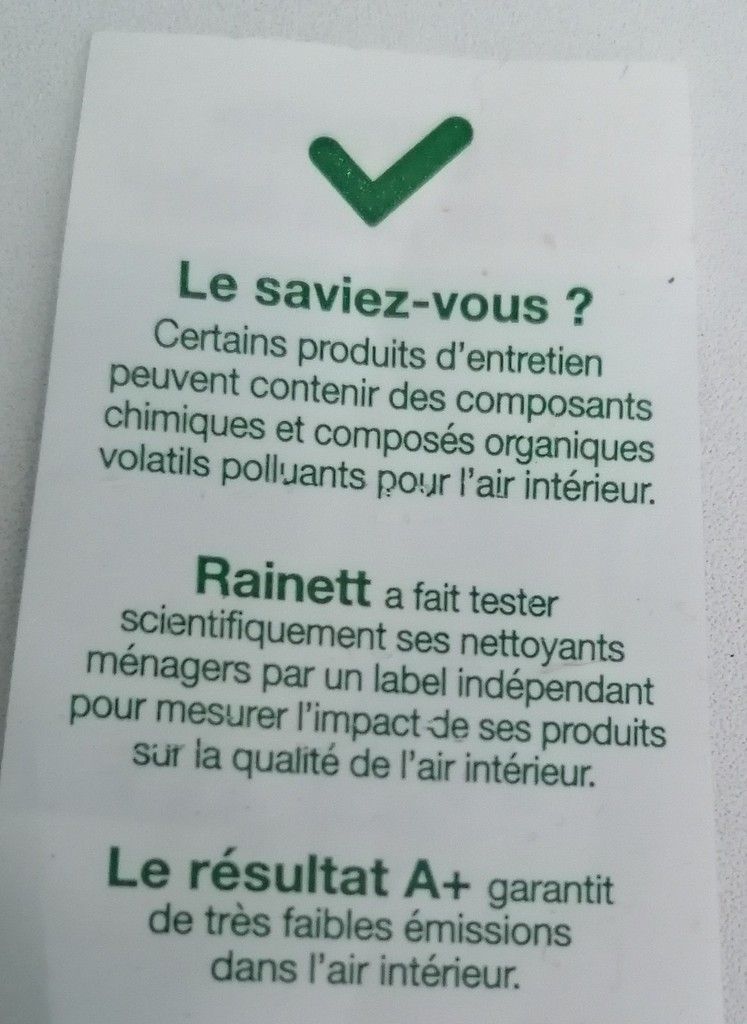 Le saviez-vous ?
Certains produits d'entretien
peuvent contenir des composants
chimiques et composés organiques
volatils polluants pour l'air intérieur.
Rainett a fait tester
scientifiquement ses nettoyants
ménagers par un label indépendant
pour mesurer l'impact de ses produits
sur la qualité de l'air intérieur.
Le résultat A+ garantit
de très faibles émissions
dans l'air intérieur.